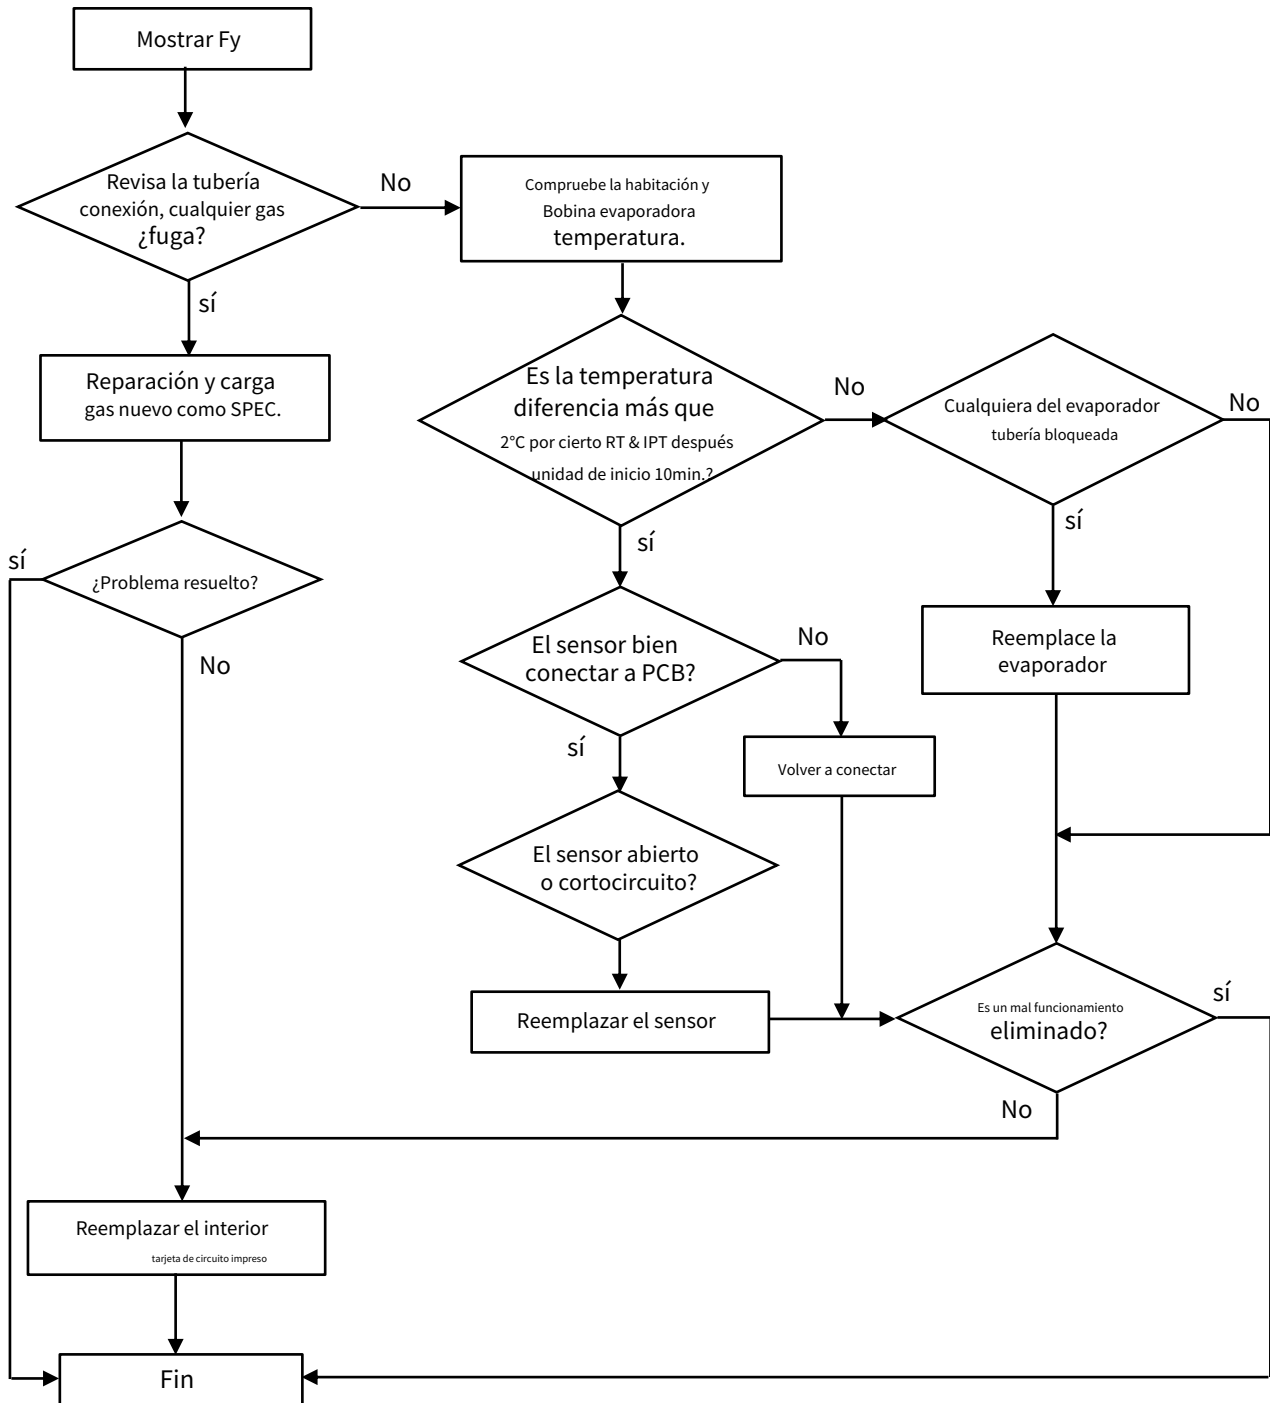 Mostrar Fy
Revisa la tubería
conexión, cualquier gas
¿fuga?
No
Compruebe la habitación y
Bobina evaporadora
temperatura.
sí
Reparación y carga
gas nuevo como SPEC.
Es la temperatura
diferencia más que
2°C por cierto RT & IPT después
unidad de inicio 10min.?
No
Cualquiera del evaporador
tubería bloqueada
No
sí
sí
sí
¿Problema resuelto?
No
El sensor bien
conectar a PCB?
No
Reemplace la
evaporador
sí
Volver a conectar
El sensor abierto
o cortocircuito?
Reemplazar el sensor
Es un mal funcionamiento
eliminado?
sí
No
Reemplazar el interior
tarjeta de circuito impreso
Fin